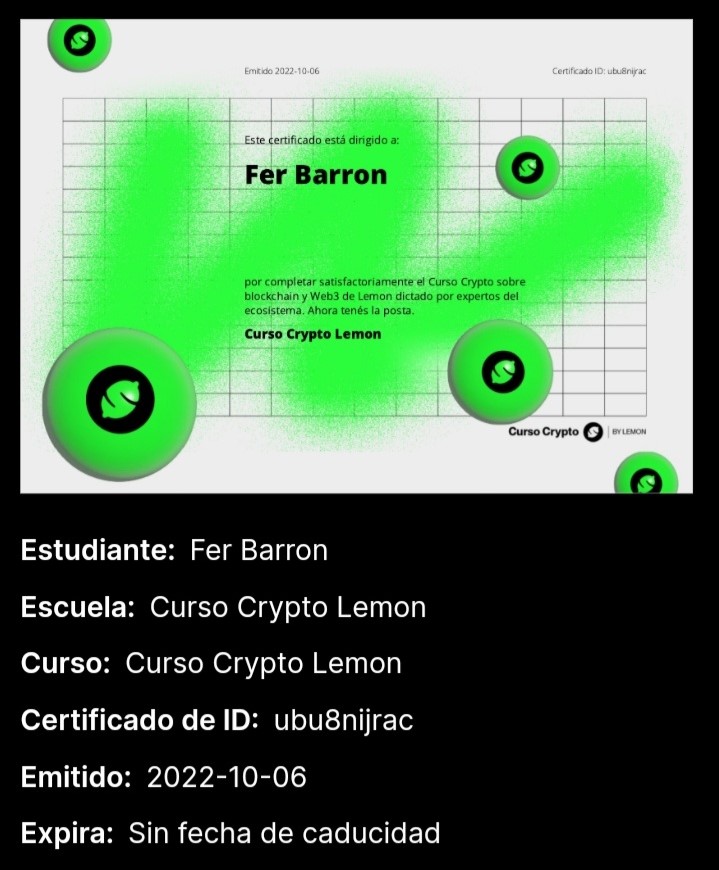 Emitido 2022-10-06
Certificado ID: ubu8nijrac
Este certificado está dirigido a:
Fer Barron
por completar satisfactoriamente el Curso Crypto sobre
blockchain y Web3 de Lemon dictado por expertos del
ecosistema. Ahora tenés la posta.
Curso Crypto Lemon
Curso Crypto BY LEMON
Estudiante: Fer Barron
Escuela: Curso Crypto Lemon
Curso: Curso Crypto Lemon
Certificado de ID: ubu8nijrac
Emitido: 2022-10-06
Expira: Sin fecha de caducidad